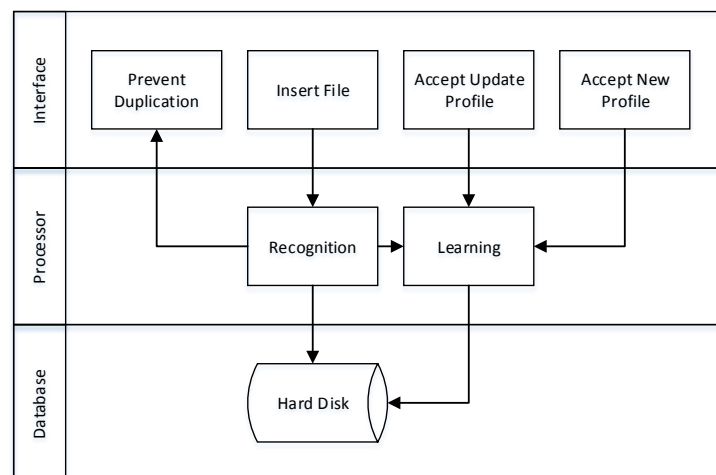 Interface
Prevent
Duplication
Insert File
Accept Update
Profile
Accept New
Profile
Processor
Recognition
Learning
Database
Hard Disk